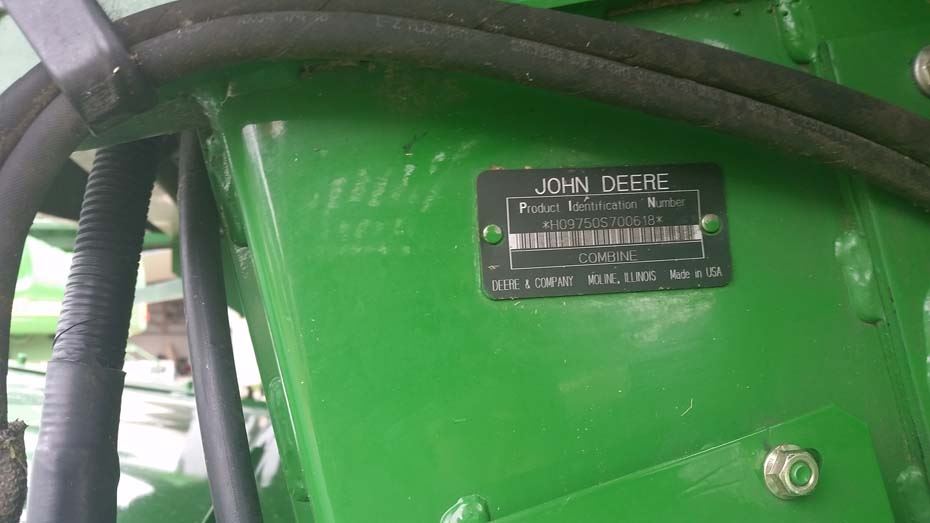 JOHN DEERE
Product Identification Number
*H09750S700618*
COMBINE
DEERE & COMPANY MOLINE, ILLINOIS Made in USA